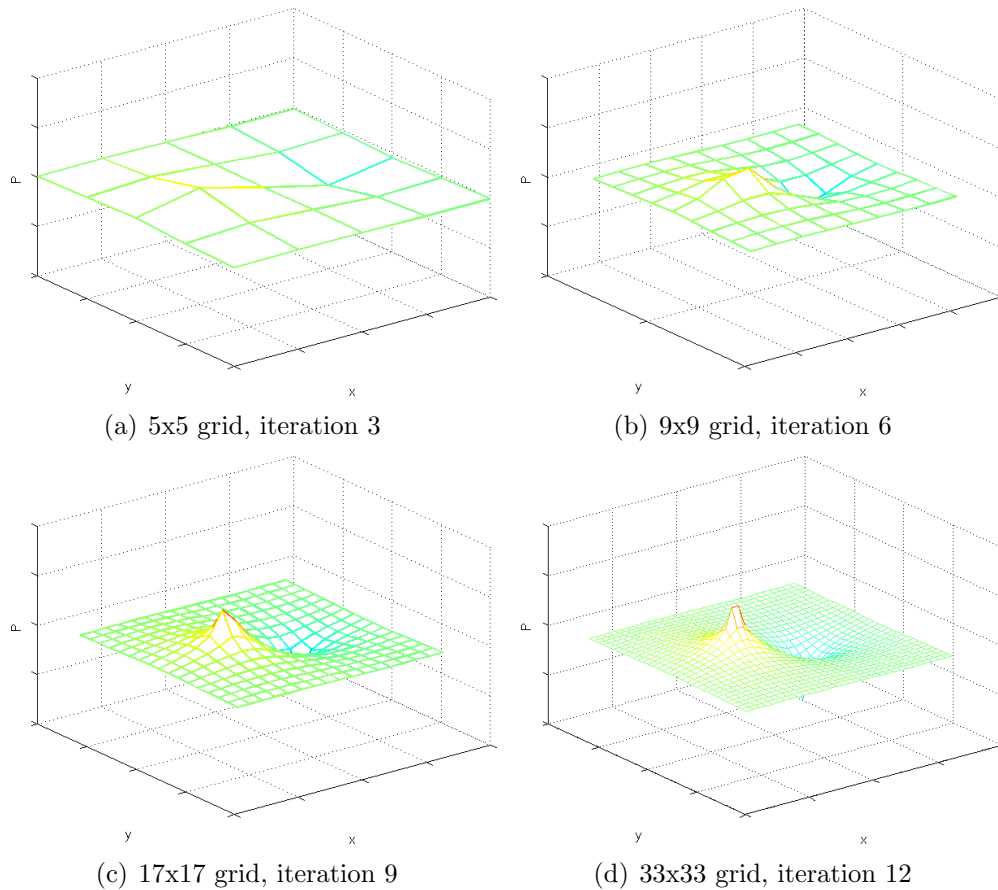 P
y
x
(a) 5x5 grid, iteration 3
P
y
x
(b) 9x9 grid, iteration 6
P
y
x
(c) 17x17 grid, iteration 9
P
y
x
(d) 33x33 grid, iteration 12